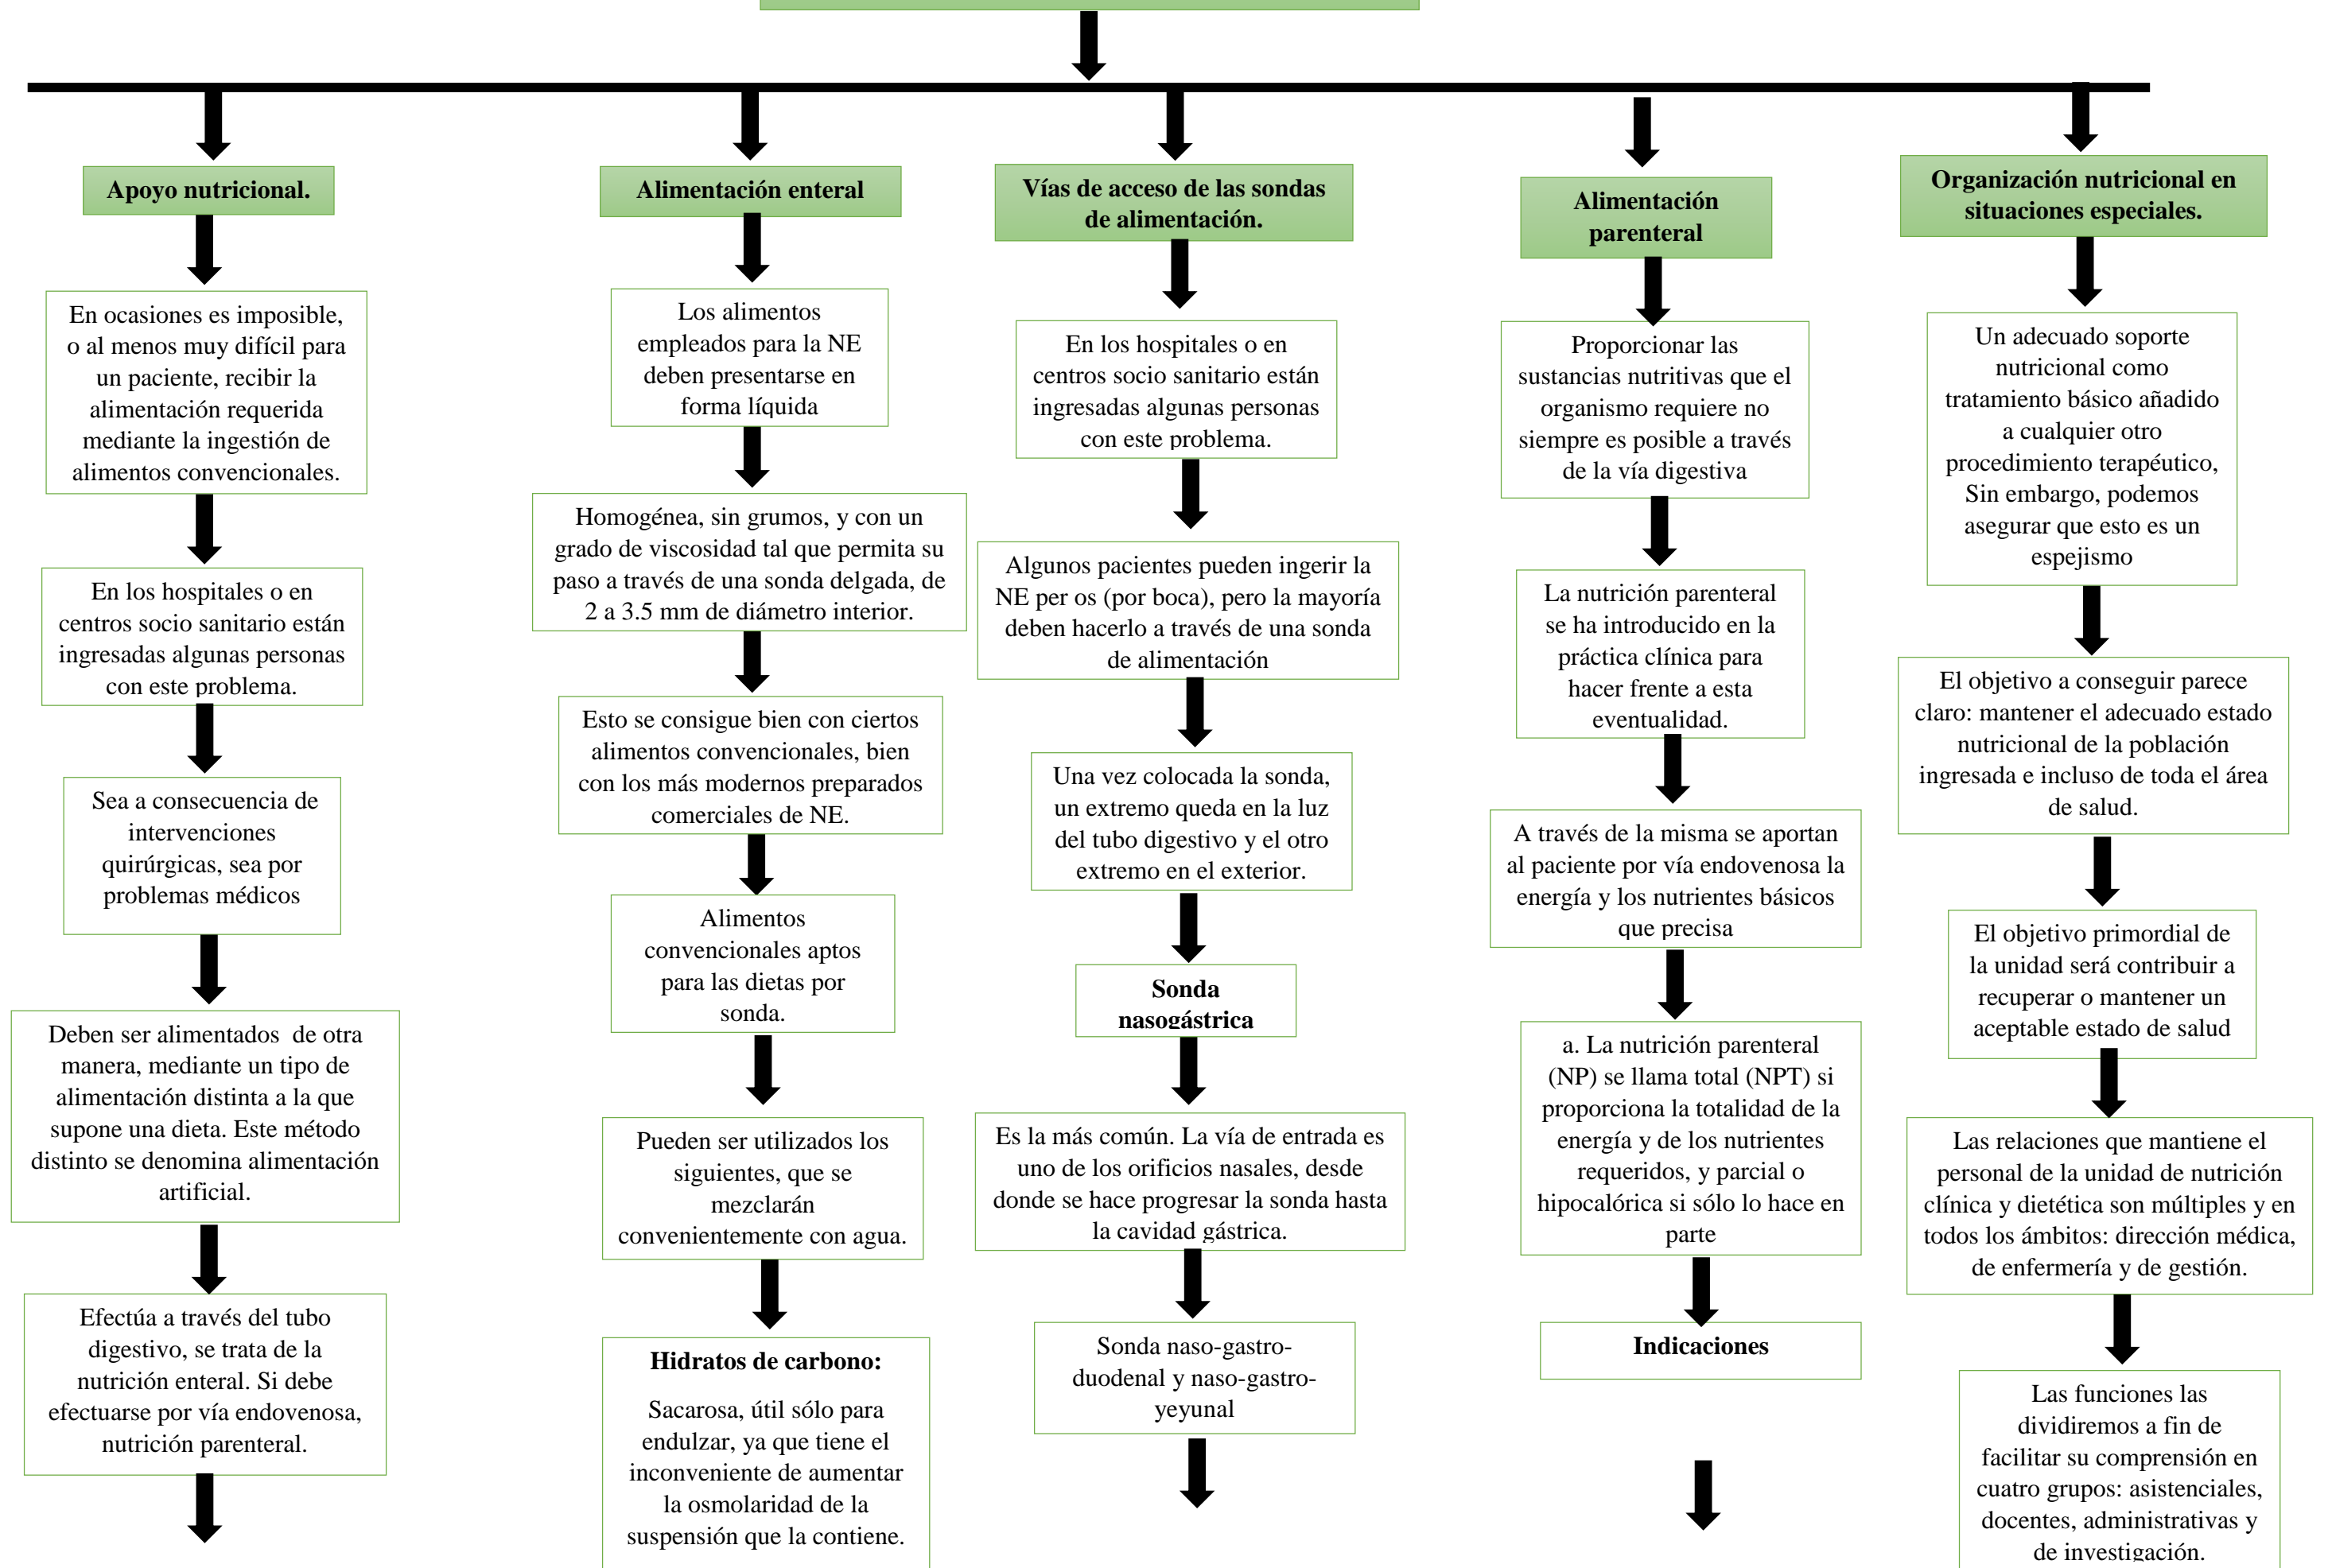 Apoyo nutricional.
En ocasiones es imposible,
o al menos muy difícil para
un paciente, recibir la
alimentación requerida
mediante la ingestión de
alimentos convencionales.
En los hospitales o en
centros socio sanitario están
ingresadas algunas personas
con este problema.
Sea a consecuencia de
intervenciones
quirúrgicas, sea por
problemas médicos
Deben ser alimentados  de otra
manera, mediante un tipo de
alimentación distinta a la que
supone una dieta. Este método
distinto se denomina alimentación
artificial.
Efectúa a través del tubo
digestivo, se trata de la
nutrición enteral. Si debe
efectuarse por vía endovenosa,
nutrición parenteral.
Alimentación enteral
Los alimentos
empleados para la NE
deben presentarse en
forma líquida
Homogénea, sin grumos, y con un
grado de viscosidad tal que permita su
paso a través de una sonda delgada, de
2 a 3.5 mm de diámetro interior.
Esto se consigue bien con ciertos
alimentos convencionales, bien
con los más modernos preparados
comerciales de NE.
Alimentos
convencionales aptos
para las dietas por
sonda.
Pueden ser utilizados los
siguientes, que se
mezclarán
convenientemente con agua.
Hidratos de carbono:
Sacarosa, útil sólo para
endulzar, ya que tiene el
inconveniente de aumentar
la osmolaridad de la
suspensión que la contiene.
Vías de acceso de las sondas
de alimentación.
En los hospitales o en
centros socio sanitario están
ingresadas algunas personas
con este problema.
Algunos pacientes pueden ingerir la
NE per os (por boca), pero la mayoría
deben hacerlo a través de una sonda
de alimentación
Una vez colocada la sonda,
un extremo queda en la luz
del tubo digestivo y el otro
extremo en el exterior.
Sonda
nasogástrica
Es la más común. La vía de entrada es
uno de los orificios nasales, desde
donde se hace progresar la sonda hasta
la cavidad gástrica.
Sonda naso-gastro-
duodenal y naso-gastro-
yeyunal
Alimentación
parenteral
Proporcionar las
sustancias nutritivas que el
organismo requiere no
siempre es posible a través
de la vía digestiva
La nutrición parenteral
se ha introducido en la
práctica clínica para
hacer frente a esta
eventualidad.
A través de la misma se aportan
al paciente por vía endovenosa la
energía y los nutrientes básicos
que precisa
a. La nutrición parenteral
(NP) se llama total (NPT) si
proporciona la totalidad de la
energía y de los nutrientes
requeridos, y parcial o
hipocalórica si sólo lo hace en
parte
Indicaciones
Organización nutricional en
situaciones especiales.
Un adecuado soporte
nutricional como
tratamiento básico añadido
a cualquier otro
procedimiento terapéutico,
Sin embargo, podemos
asegurar que esto es un
espejismo
El objetivo a conseguir parece
claro: mantener el adecuado estado
nutricional de la población
ingresada e incluso de toda el área
de salud.
El objetivo primordial de
la unidad será contribuir a
recuperar o mantener un
aceptable estado de salud
Las relaciones que mantiene el
personal de la unidad de nutrición
clínica y dietética son múltiples y en
todos los ámbitos: dirección médica,
de enfermería y de gestión.
Las funciones las
dividiremos a fin de
facilitar su comprensión en
cuatro grupos: asistenciales,
docentes, administrativas y
de investigación.